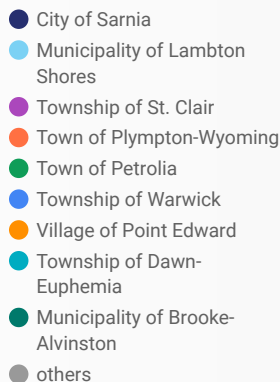 City of Sarnia
Municipality of Lambton
Shores
Township of St. Clair
Town of Plympton-Wyoming
Town of Petrolia
Township of Warwick
Village of Point Edward
Township of Dawn-
Euphemia
Municipality of Brooke-
Alvinston
others